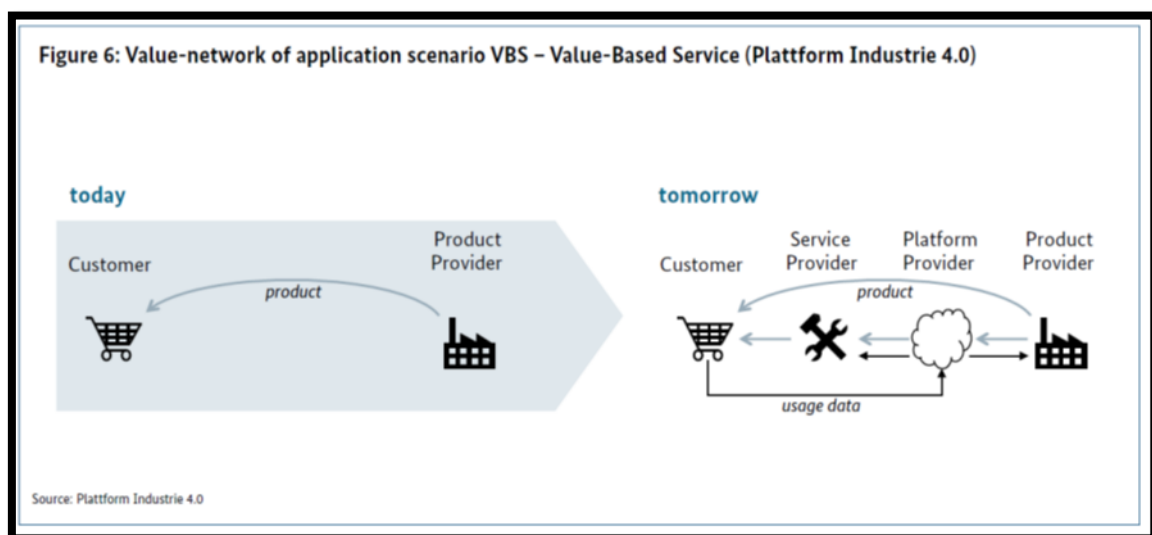 Figure 6: Value-network of application scenario VBS – Value-Based Service (Plattform Industrie 4.0)
today
Customer
Product
Provider
product
tomorrow
Customer
Service
Provider
Platform
Provider
Product
Provider
product
usage data
Source: Plattform Industrie 4.0